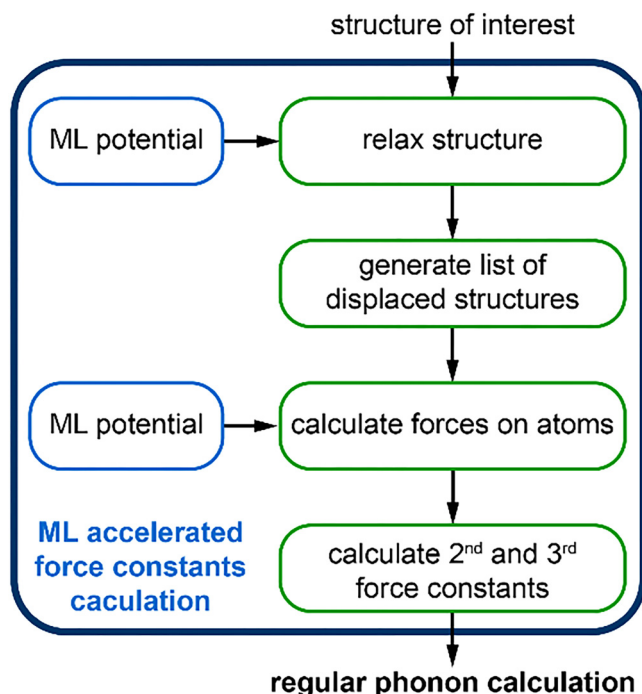 structure of interest
ML potential
relax structure
generate list of
displaced structures
ML potential
calculate forces on atoms
ML accelerated
force constants
caculation
calculate 2nd and 3rd
force constants
regular phonon calculation